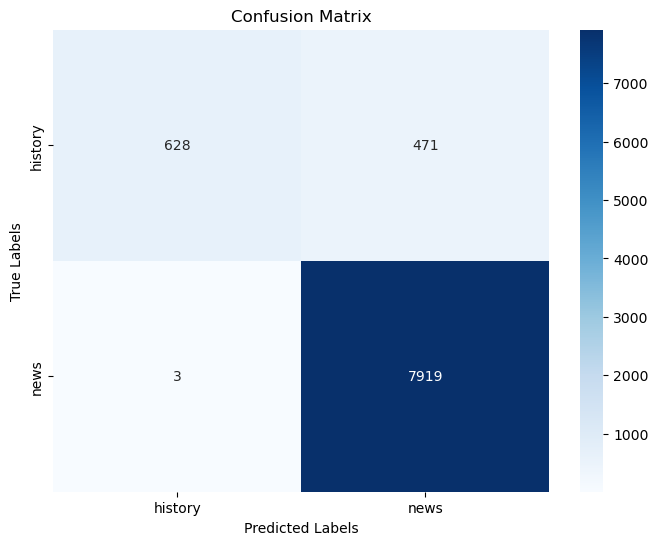 Confusion Matrix
True Labels
history
628
471
news
3
7919
history
news
Predicted Labels
7000
6000
5000
4000
3000
2000
1000